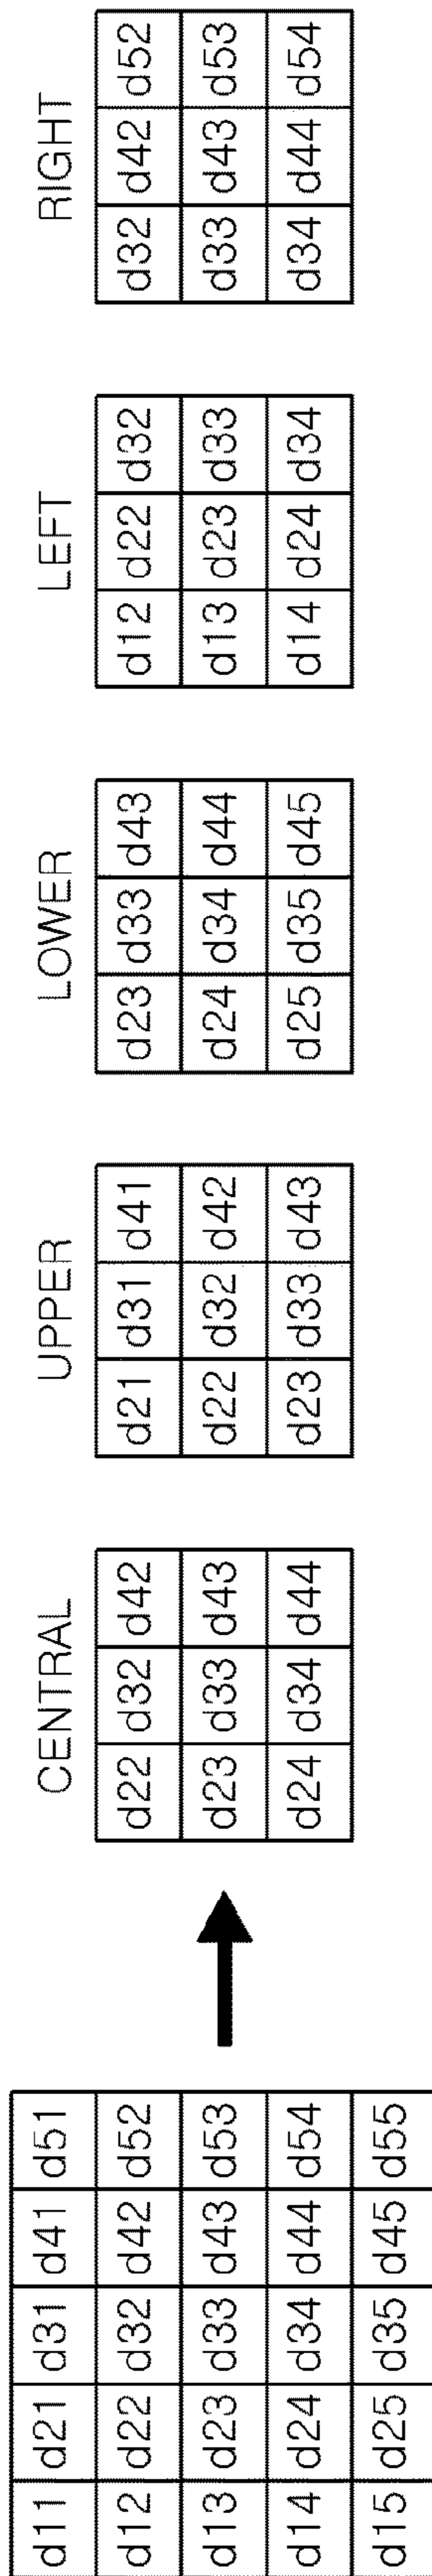 d11 d21 d31 d41 d51
d12 d22 d32 d42 d52
d13 d23 d33 d43 d53
d14 d24 d34 d44 d54
d15 d25 d35 d45 d55
CENTRAL
d22 d32 d42
d23 d33 d43
d24 d34 d44
UPPER
d21 d31 d41
d22 d32 d42
d23 d33 d43
LOWER
d23 d33 d43
d24 d34 d44
d25 d35 d45
LEFT
d12 d22 d32
d13 d23 d33
d14 d24 d34
RIGHT
d32 d42 d52
d33 d43 d53
d34 d44 d54